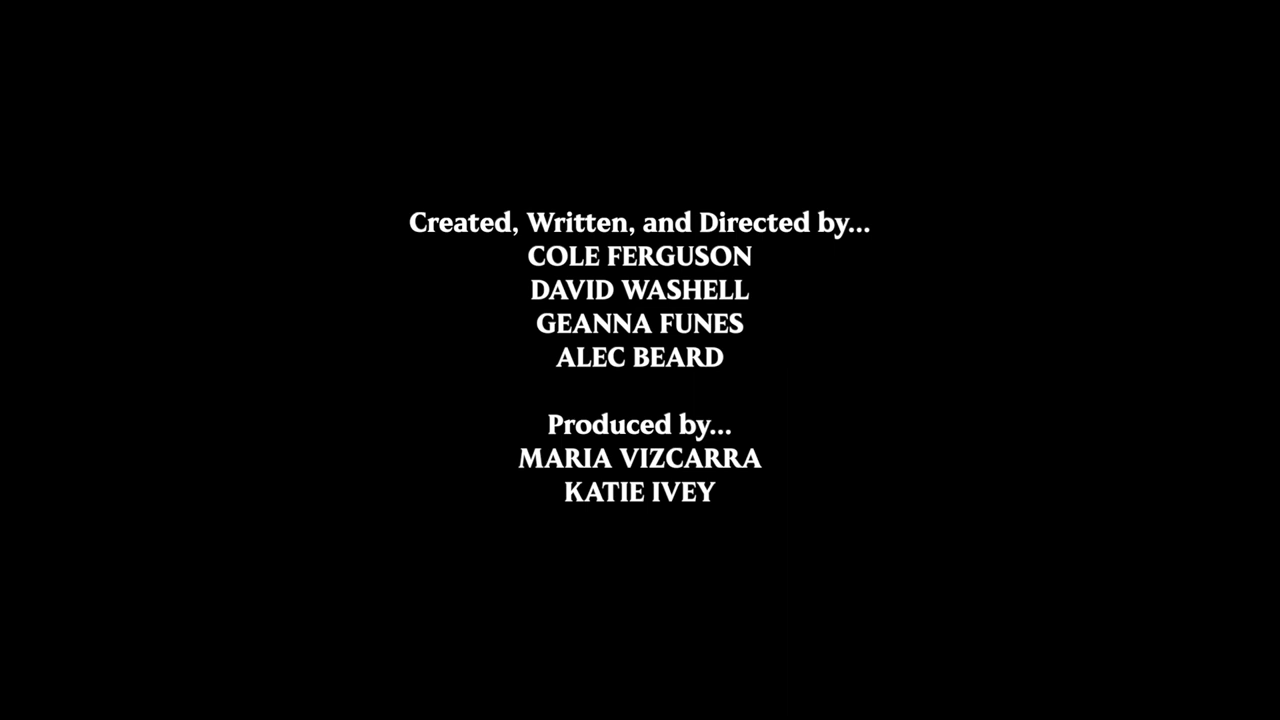 Created, Written, and Directed by...
COLE FERGUSON
DAVID WASHELL
GEANNA FUNES
ALEC BEARD
Produced by...
MARIA VIZCARRA
KATIE IVEY